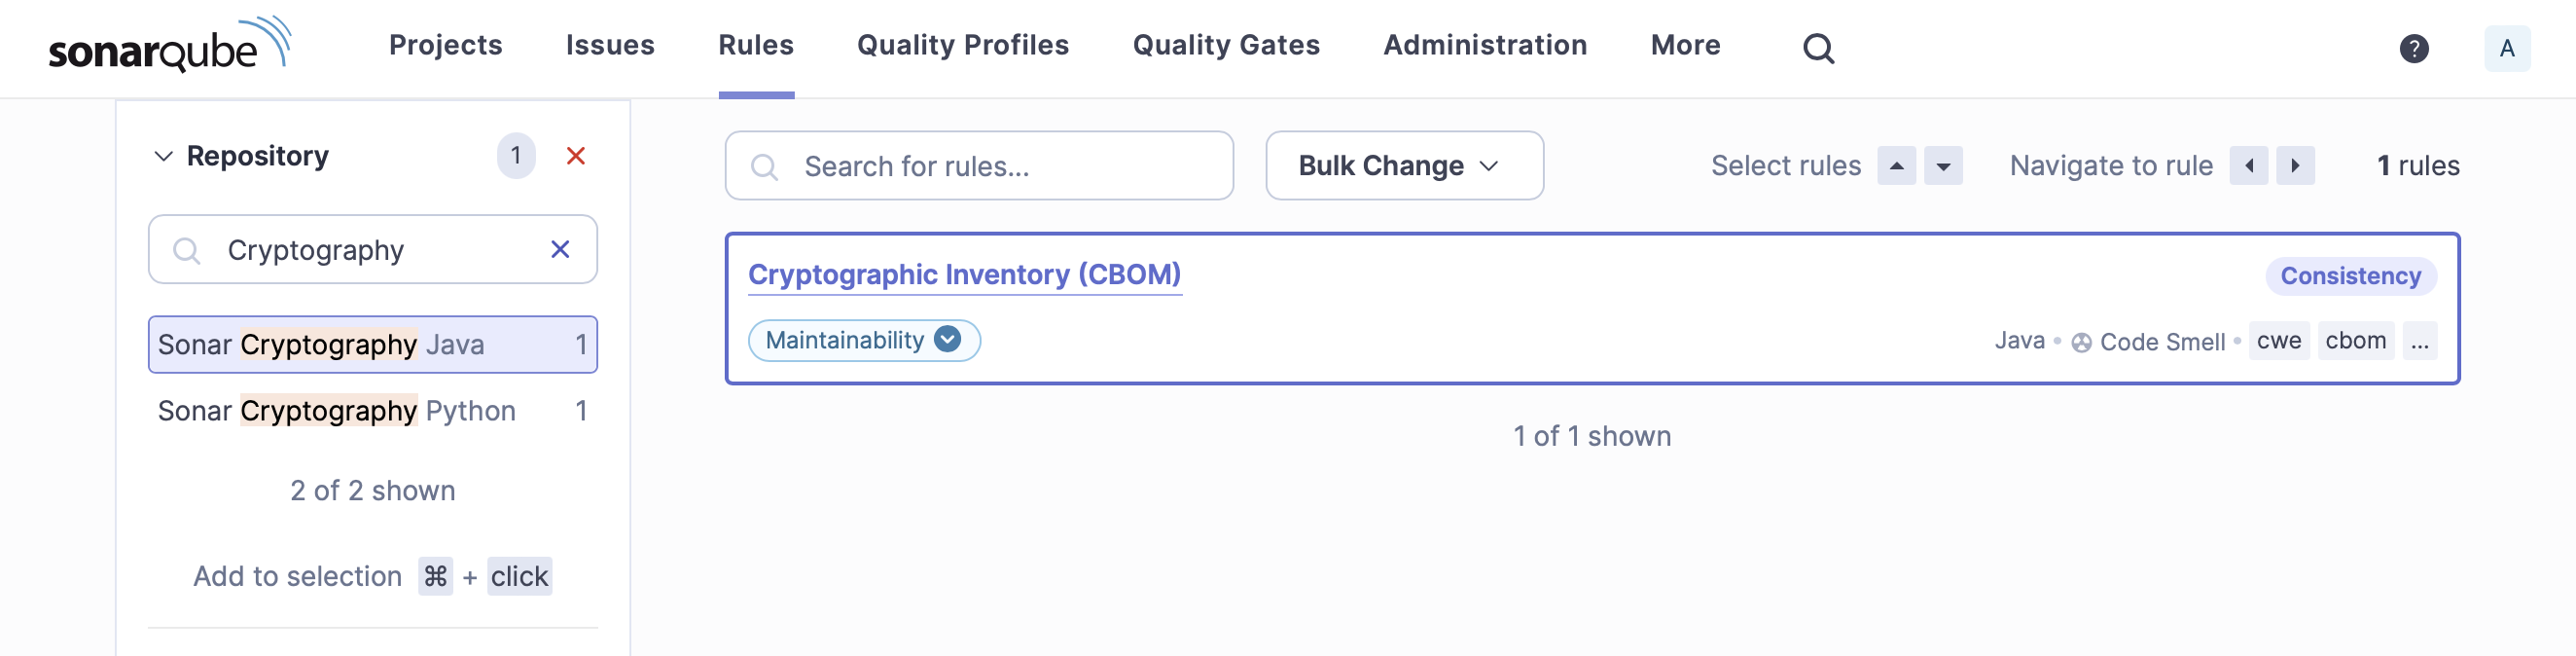 sonarqube Projects Issues Rules Quality Profiles Quality Gates Administration More ? A
Repository 1
Cryptography
Sonar Cryptography Java 1
Sonar Cryptography Python 1
2 of 2 shown
Add to selection ⌘ + click
Search for rules... Bulk Change Select rules Navigate to rule 1 rules
Cryptographic Inventory (CBOM) Consistency
Maintainability Java • Code Smell • cwe cbom ...
1 of 1 shown